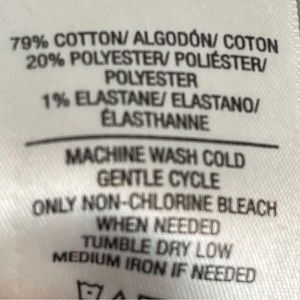 79% COTTON/ ALGODÓN/ COTON
20% POLYESTER/ POLIÉSTER/
POLYESTER
1% ELASTANE/ ELASTANO/
ÉLASTHANNE
MACHINE WASH COLD
GENTLE CYCLE
ONLY NON-CHLORINE BLEACH
WHEN NEEDED
TUMBLE DRY LOW
MEDIUM IRON IF NEEDED